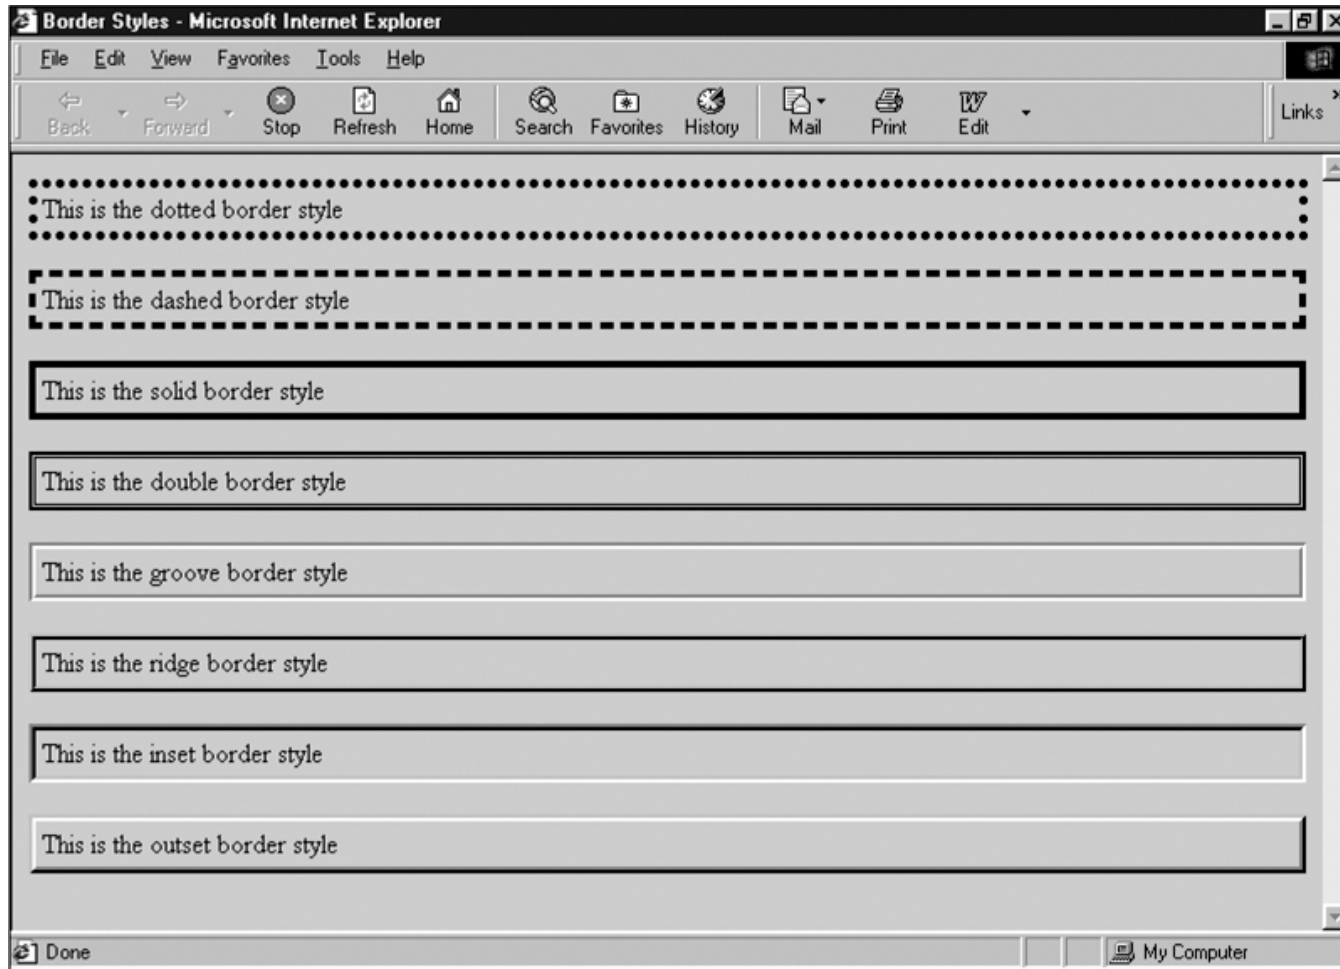 Border Styles - Microsoft Internet Explorer
File Edit View Favorites Tools Help
Back Forward Stop Refresh Home Search Favorites History Mail Print Edit Links »
This is the dotted border style
This is the dashed border style
This is the solid border style
This is the double border style
This is the groove border style
This is the ridge border style
This is the inset border style
This is the outset border style
Done My Computer